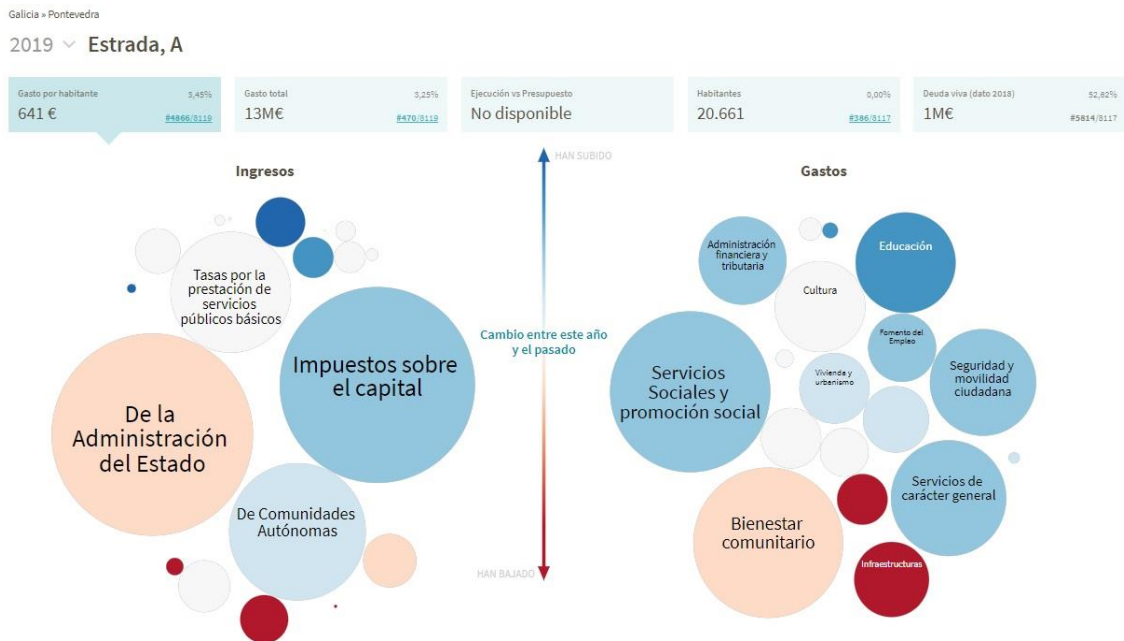 Galicia » Pontevedra
2019 Estrada, A
Gasto por habitante 5,45%
641 € #4866/8119
Gasto total 3,25%
13M€ #470/8119
Ejecución vs Presupuesto
No disponible
Habitantes 0,00%
20.661 #386/8117
Deuda viva (dato 2018) 52,82%
1M€ #5814/8117
HAN SUBIDO
Ingresos
Gastos
Tasas por la
prestación de
servicios
públicos básicos
Impuestos sobre
el capital
De la
Administración
del Estado
De Comunidades
Autónomas
Cambio entre este año
y el pasado
HAN BAJADO
Administración
financiera y
tributaria
Educación
Cultura
Fomento del
Empleo
Servicios
Sociales y
promoción social
Vivienda y
urbanismo
Seguridad y
movilidad
ciudadana
Servicios de
carácter general
Bienestar
comunitario
Infraestructuras